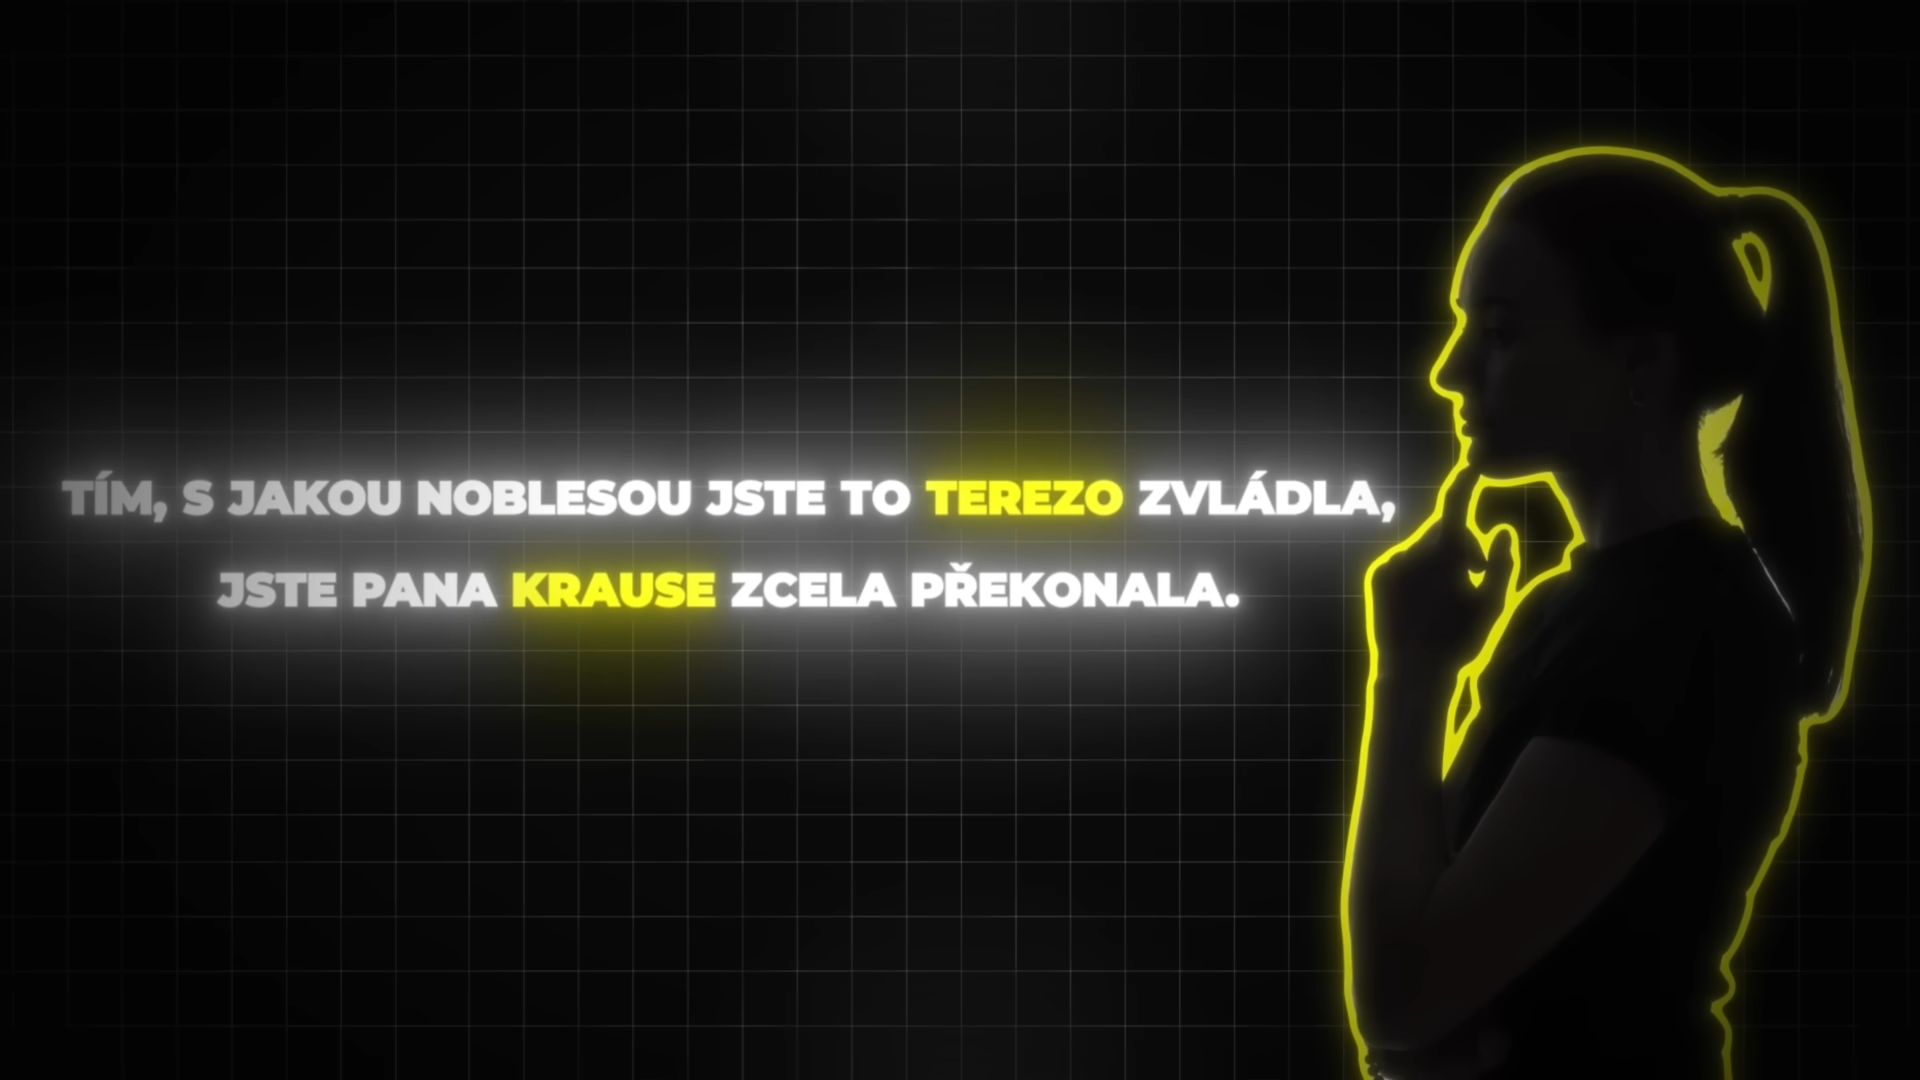 TÍM, S JAKOU NOBLESOU JSTE TO TEREZO ZVLÁDLA,
JSTE PANA KRAUSE ZCELA PŘEKONALA.